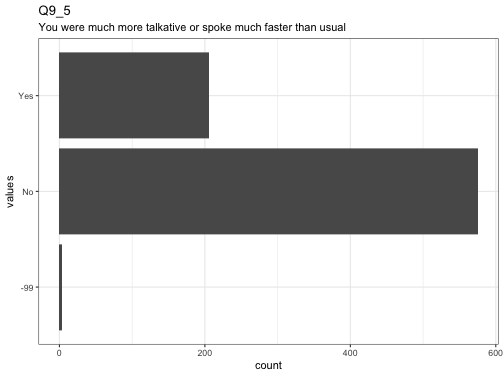 Q9_5
You were much more talkative or spoke much faster than usual
Yes
No
-99
values
0
200
400
600
count